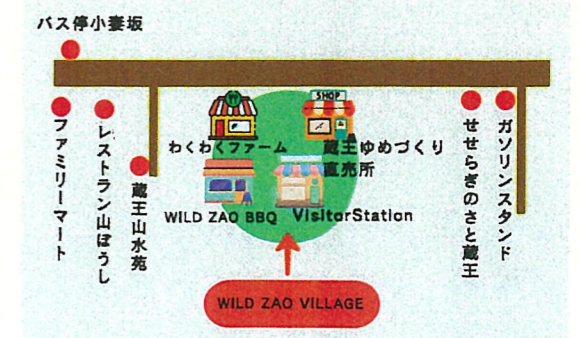 バス停小妻坂
ファミリーマート
レストラン山ぼうし
蔵王山水苑
わくわくファーム
SHOP
蔵王ゆめづくり
直売所
WILD ZAO BBQ
VisitorStation
せせらぎのさと蔵王
ガソリンスタンド
WILD ZAO VILLAGE